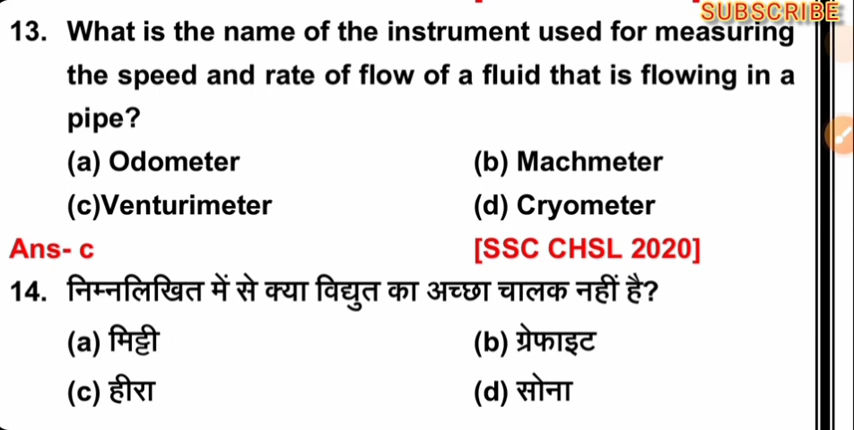 SUBSCRIBE
13. What is the name of the instrument used for measuring
the speed and rate of flow of a fluid that is flowing in a
pipe?
(a) Odometer (b) Machmeter
(c)Venturimeter (d) Cryometer
Ans- c [SSC CHSL 2020]
14. निम्नलिखित में से क्या विद्युत का अच्छा चालक नहीं है?
(a) मिट्टी (b) ग्रेफाइट
(c) हीरा (d) सोना